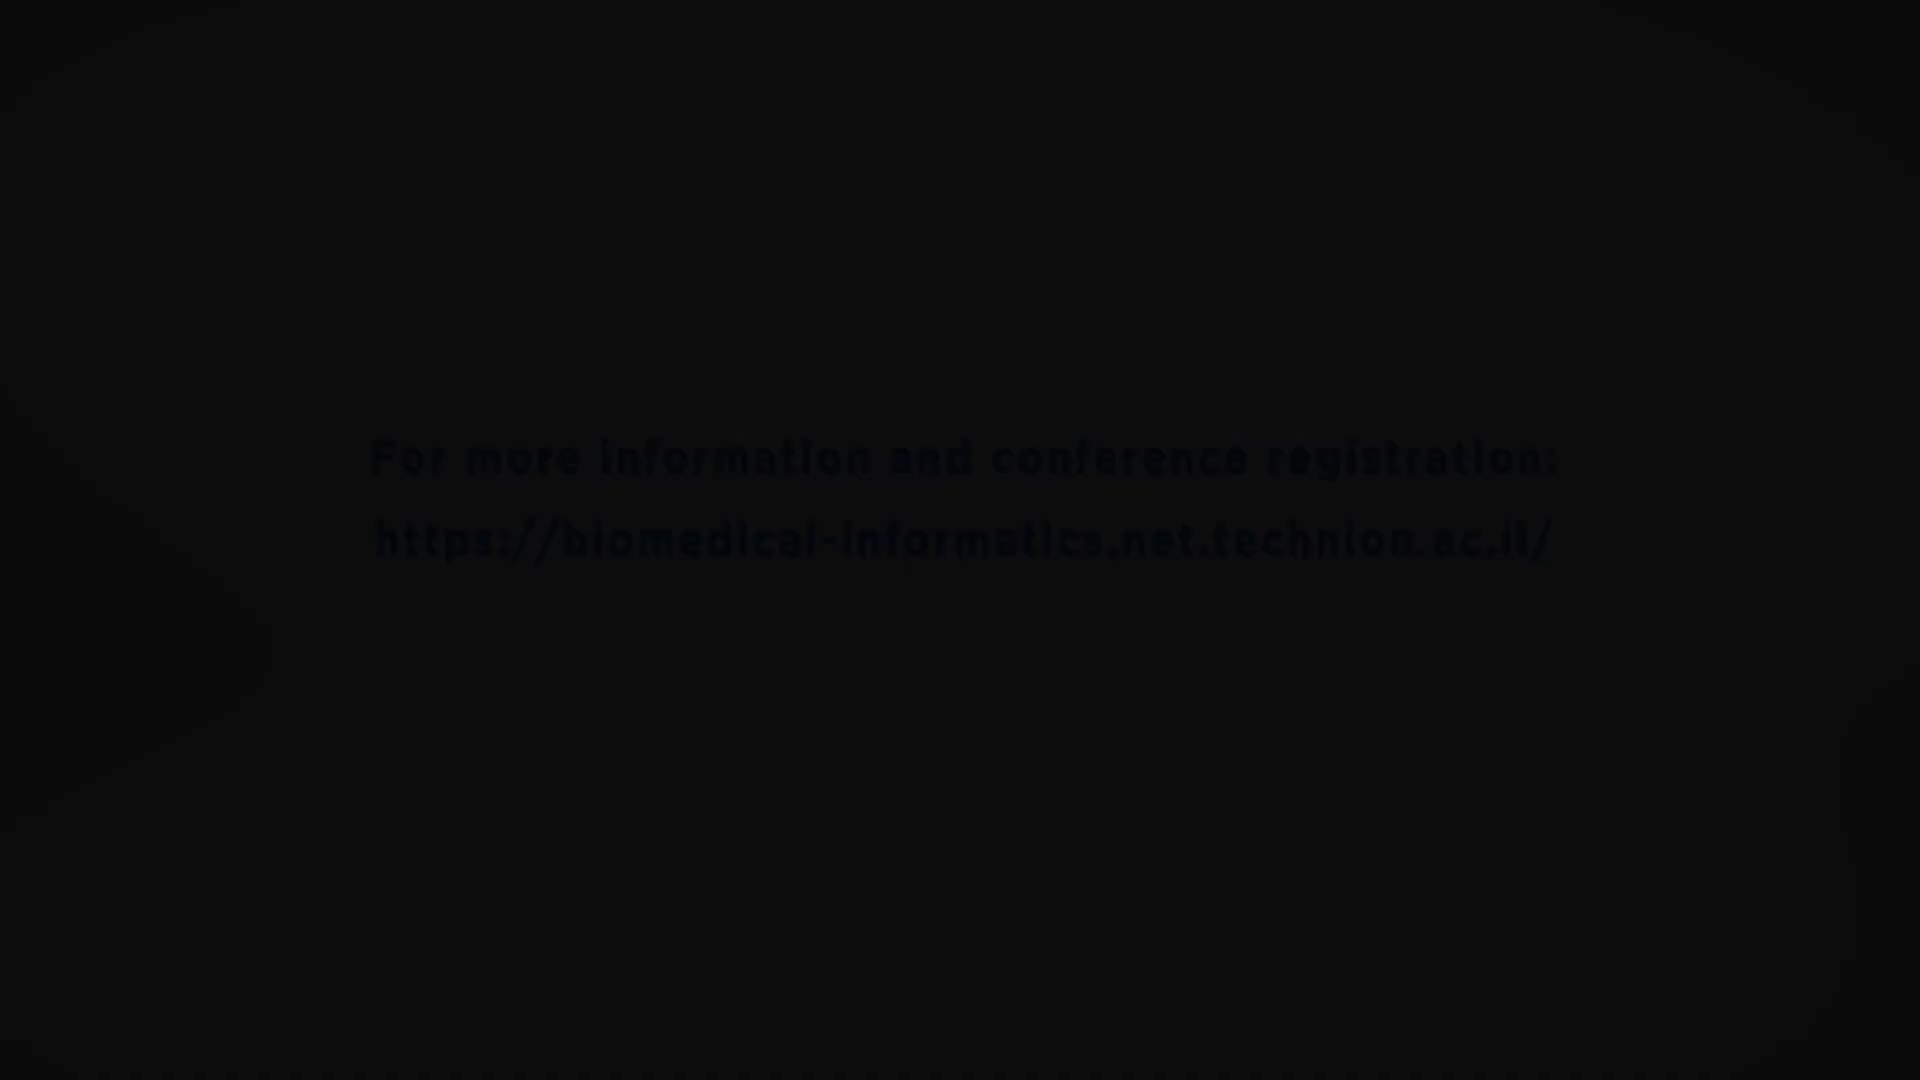 For more information and conference registration:
https://biomedical-informatics.net.technion.ac.il/